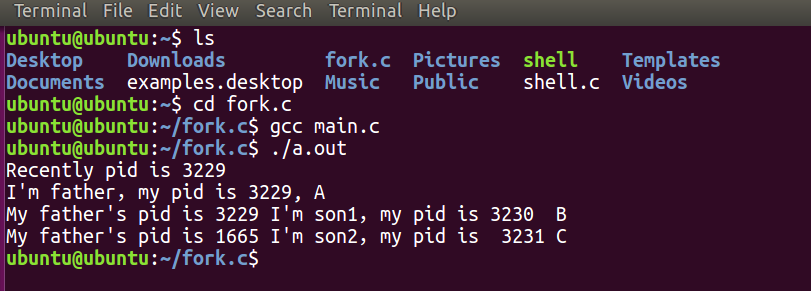 Terminal File Edit View Search Terminal Help
ubuntu@ubuntu:~$ ls
Desktop Downloads fork.c Pictures shell Templates
Documents examples.desktop Music Public shell.c Videos
ubuntu@ubuntu:~$ cd fork.c
ubuntu@ubuntu:~/fork.c$ gcc main.c
ubuntu@ubuntu:~/fork.c$ ./a.out
Recently pid is 3229
I'm father，my pid is 3229, A
My father's pid is 3229 I'm son1，my pid is 3230  B
My father's pid is 1665 I'm son2，my pid is  3231 C
ubuntu@ubuntu:~/fork.c$